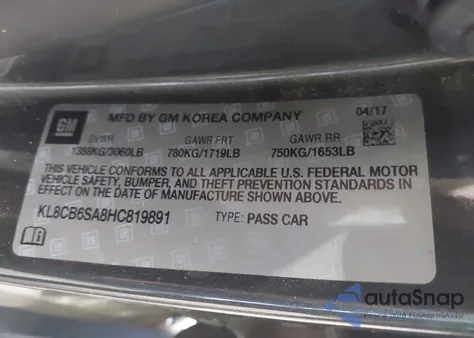 GM
MFD BY GM KOREA COMPANY
04/17
GVWR GAWR FRT GAWR RR
1388KG/3060LB 780KG/1719LB 750KG/1653LB
THIS VEHICLE CONFORMS TO ALL APPLICABLE U.S. FEDERAL MOTOR
VEHICLE SAFETY, BUMPER, AND THEFT PREVENTION STANDARDS IN
EFFECT ON THE DATE OF MANUFACTURE SHOWN ABOVE.
KL8CB6SA8HC819891 TYPE: PASS CAR
autoSnap